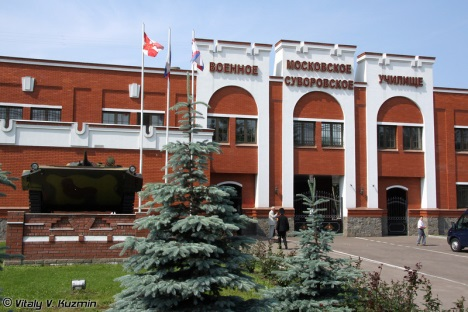 МОСКОВСКОЕ
ВОЕННОЕ СУВОРОВСКОЕ УЧИЛИЩЕ
© Vitaly V. Kuzmin